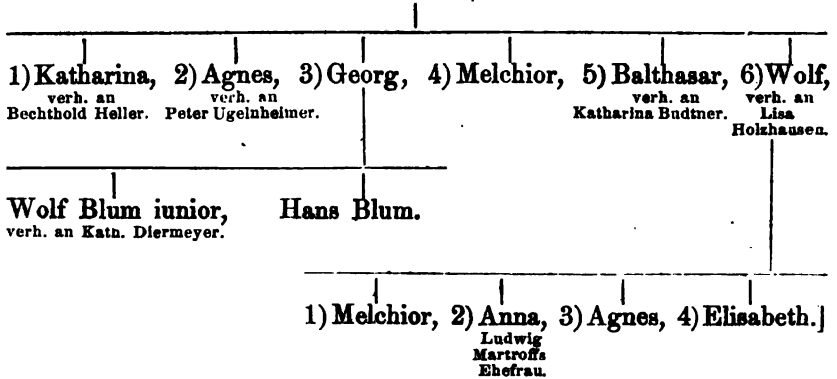 1) Katharina, 2) Agnes, 3) Georg, 4) Melchior, 5) Balthasar, 6) Wolf,
verh. an verh. an verh. an verh. an
Bechthold Heller. Peter Ugelnheimer. Katharina Budtner. Lisa
Holzhausen.
Wolf Blum iunior, Hans Blum.
verh. an Kath. Diermeyer.
1) Melchior, 2) Anna, 3) Agnes, 4) Elisabeth.]
Ludwig
Martroffs
Ehefrau.